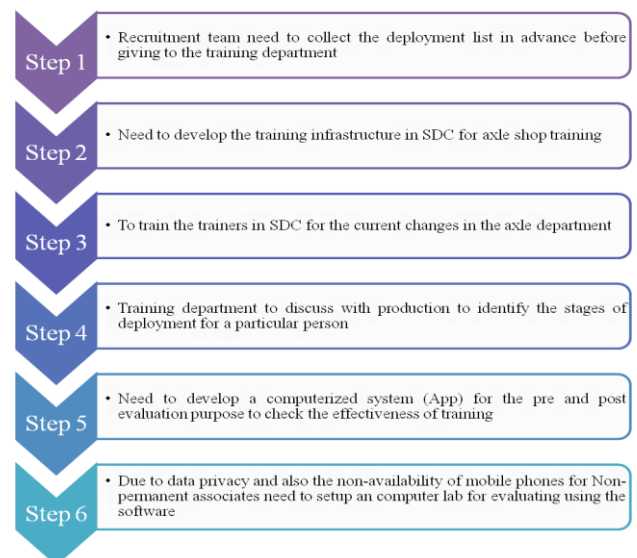 Step 1
• Recruitment team need to collect the deployment list in advance before
giving to the training department
Step 2
• Need to develop the training infrastructure in SDC for axle shop training
Step 3
• To train the trainers in SDC for the current changes in the axle department
Step 4
• Training department to discuss with production to identify the stages of
deployment for a particular person
Step 5
• Need to develop a computerized system (App) for the pre and post
evaluation purpose to check the effectiveness of training
Step 6
• Due to data privacy and also the non-availability of mobile phones for Non-
permanent associates need to setup an computer lab for evaluating using the
software